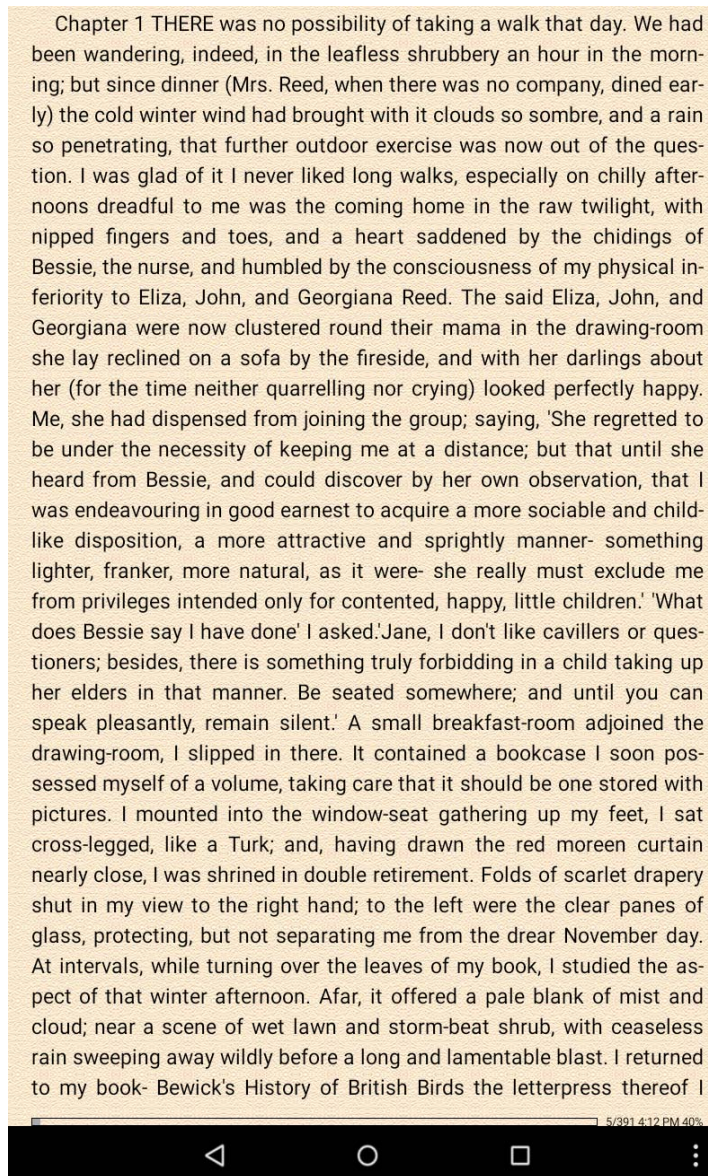 Chapter 1 THERE was no possibility of taking a walk that day. We had
been wandering, indeed, in the leafless shrubbery an hour in the morn-
ing; but since dinner (Mrs. Reed, when there was no company, dined ear-
ly) the cold winter wind had brought with it clouds so sombre, and a rain
so penetrating, that further outdoor exercise was now out of the ques-
tion. I was glad of it I never liked long walks, especially on chilly after-
noons dreadful to me was the coming home in the raw twilight, with
nipped fingers and toes, and a heart saddened by the chidings of
Bessie, the nurse, and humbled by the consciousness of my physical in-
feriority to Eliza, John, and Georgiana Reed. The said Eliza, John, and
Georgiana were now clustered round their mama in the drawing-room
she lay reclined on a sofa by the fireside, and with her darlings about
her (for the time neither quarrelling nor crying) looked perfectly happy.
Me, she had dispensed from joining the group; saying, 'She regretted to
be under the necessity of keeping me at a distance; but that until she
heard from Bessie, and could discover by her own observation, that I
was endeavouring in good earnest to acquire a more sociable and child-
like disposition, a more attractive and sprightly manner- something
lighter, franker, more natural, as it were- she really must exclude me
from privileges intended only for contented, happy, little children.' 'What
does Bessie say I have done' I asked.'Jane, I don't like cavillers or ques-
tioners; besides, there is something truly forbidding in a child taking up
her elders in that manner. Be seated somewhere; and until you can
speak pleasantly, remain silent.' A small breakfast-room adjoined the
drawing-room, I slipped in there. It contained a bookcase I soon pos-
sessed myself of a volume, taking care that it should be one stored with
pictures. I mounted into the window-seat gathering up my feet, I sat
cross-legged, like a Turk; and, having drawn the red moreen curtain
nearly close, I was shrined in double retirement. Folds of scarlet drapery
shut in my view to the right hand; to the left were the clear panes of
glass, protecting, but not separating me from the drear November day.
At intervals, while turning over the leaves of my book, I studied the as-
pect of that winter afternoon. Afar, it offered a pale blank of mist and
cloud; near a scene of wet lawn and storm-beat shrub, with ceaseless
rain sweeping away wildly before a long and lamentable blast. I returned
to my book- Bewick's History of British Birds the letterpress thereof I
5/391 4:12 PM 40%